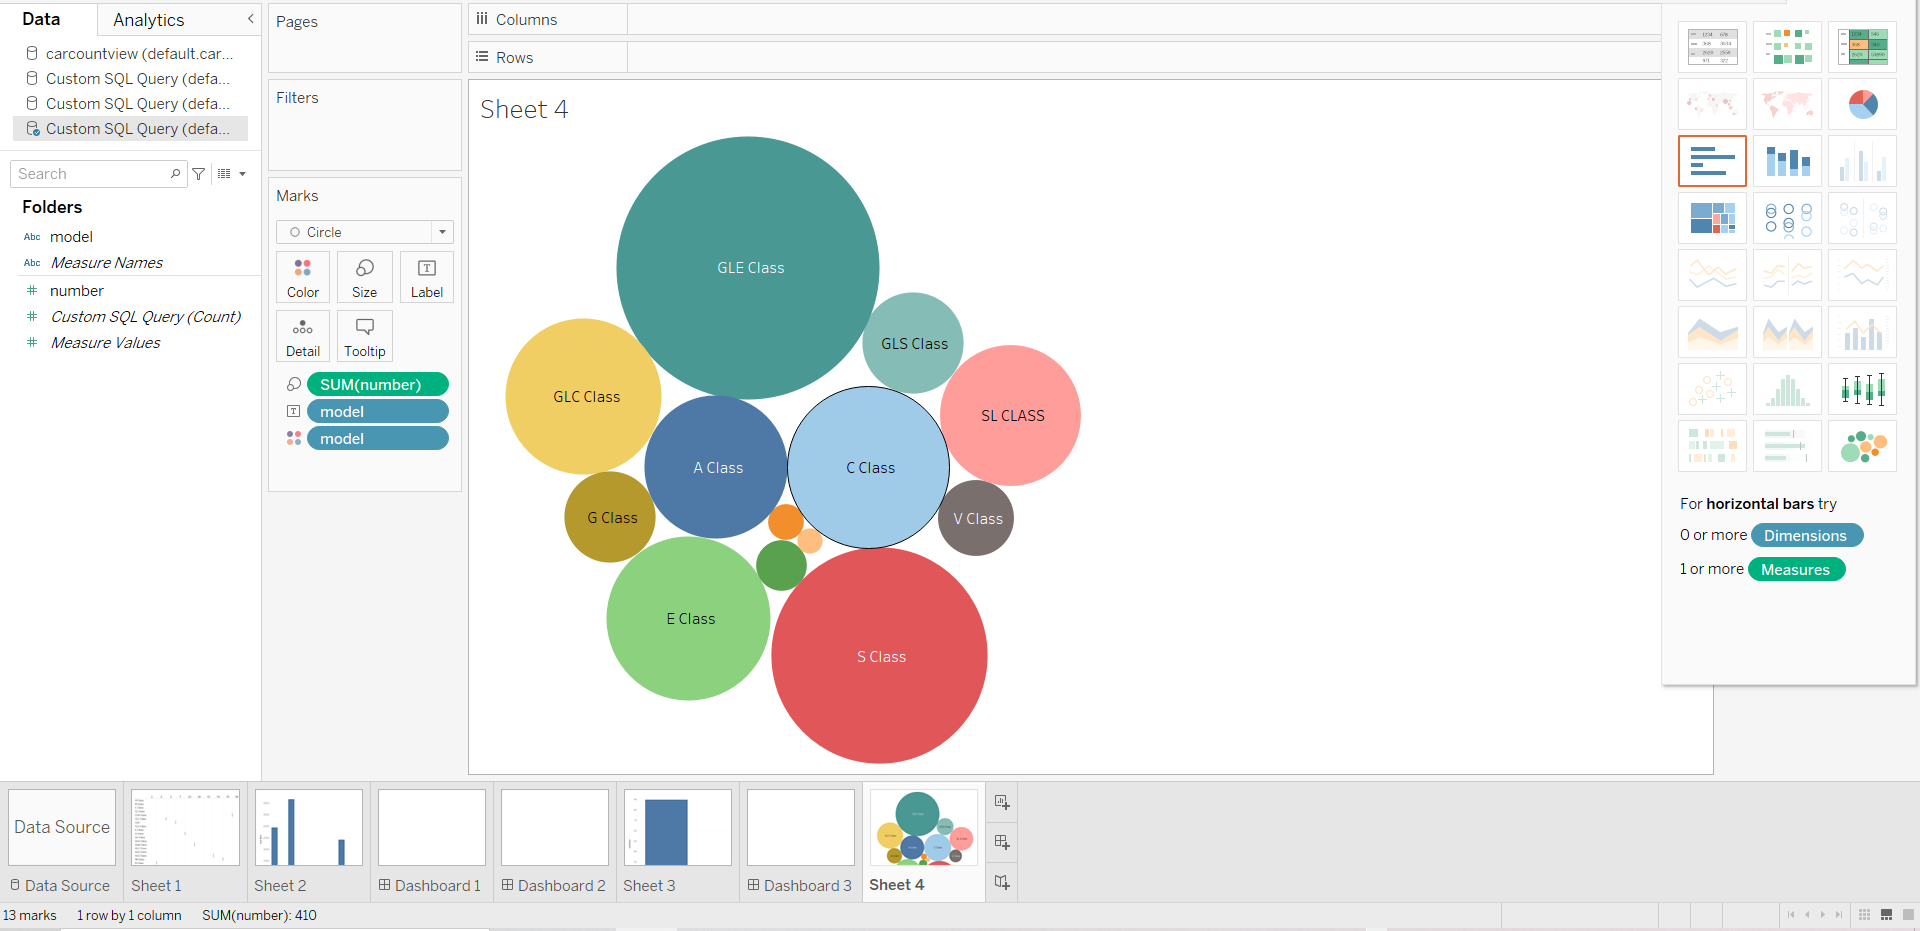 Data
Analytics
carcountview (default.car...
Custom SQL Query (defa...
Custom SQL Query (defa...
Custom SQL Query (defa...
Search
Folders
Abc model
Abc Measure Names
number
Custom SQL Query (Count)
Measure Values
Pages
Filters
Marks
Circle
Color
Size
Label
Detail
Tooltip
SUM(number)
model
model
Columns
Rows
Sheet 4
GLE Class
GLS Class
GLC Class
SL CLASS
A Class
C Class
G Class
V Class
E Class
S Class
For horizontal bars try
0 or more Dimensions
1 or more Measures
Data Source
Data Source
Sheet 1
Sheet 2
Dashboard 1
Dashboard 2
Sheet 3
Dashboard 3
Sheet 4
13 marks
1 row by 1 column
SUM(number): 410